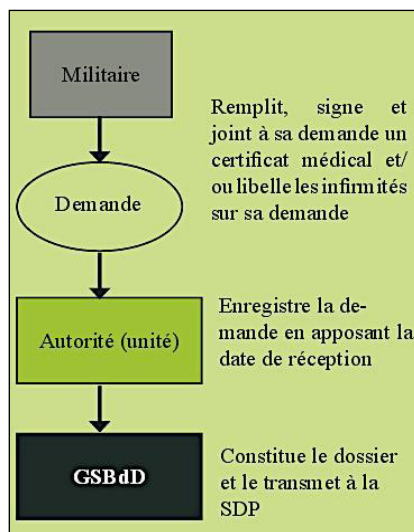 Militaire
Remplit, signe et
joint à sa demande un
certificat médical et/
ou libelle les infirmités
sur sa demande
Demande
Enregistre la de-
mande en apposant la
date de réception
Autorité (unité)
GSBdD
Constitue le dossier
et le transmet à la
SDP